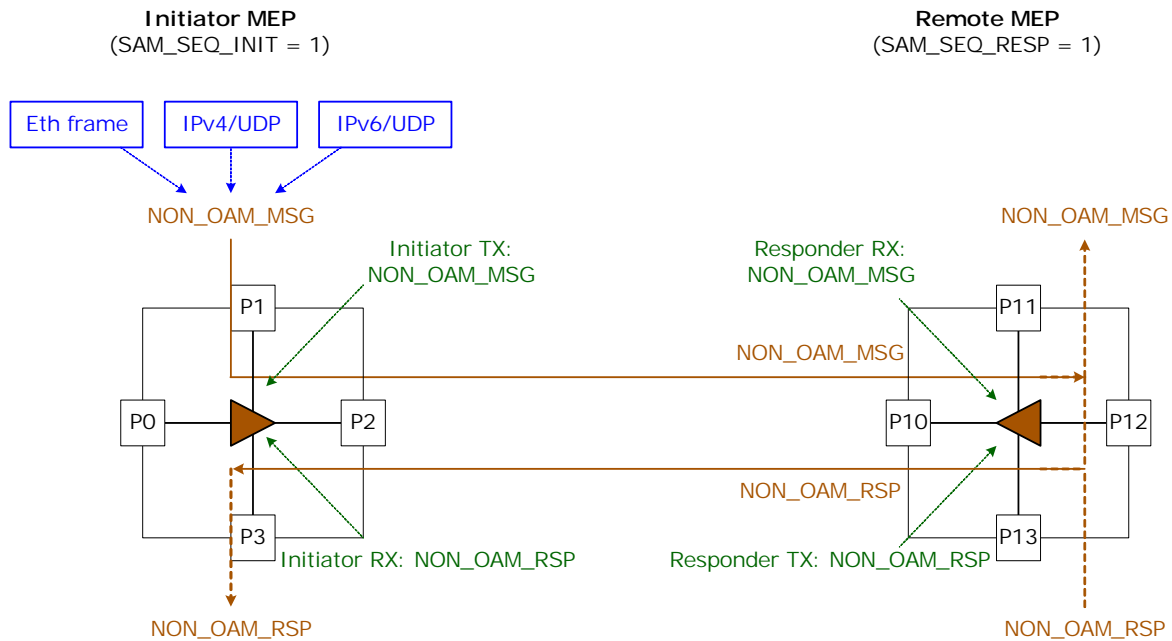 Initiator MEP
(SAM_SEQ_INIT = 1)
Remote MEP
(SAM_SEQ_RESP = 1)
Eth frame
IPv4/UDP
IPv6/UDP
NON_OAM_MSG
NON_OAM_MSG
Initiator TX:
NON_OAM_MSG
Responder RX:
NON_OAM_MSG
P1
P11
NON_OAM_MSG
P0
P2
P10
P12
NON_OAM_RSP
P3
P13
Initiator RX: NON_OAM_RSP
Responder TX: NON_OAM_RSP
NON_OAM_RSP
NON_OAM_RSP